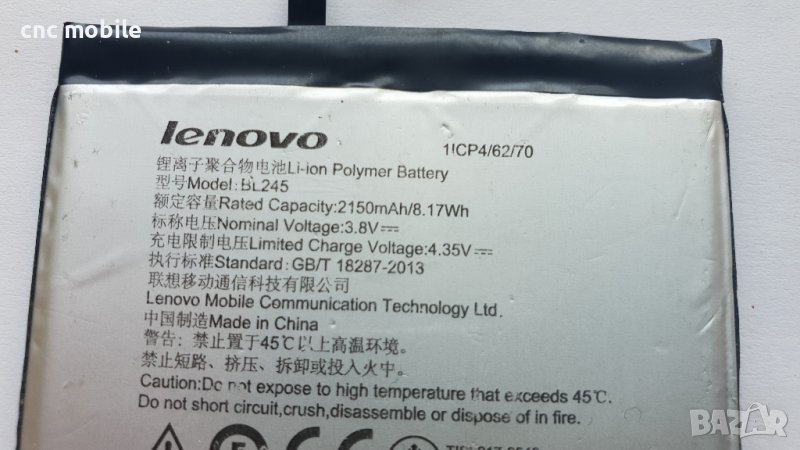 cnc mobile
lenovo
1ICP4/62/70
锂离子聚合物电池Li-ion Polymer Battery
型号Model: BL245
额定容量Rated Capacity:2150mAh/8.17Wh
标称电压Nominal Voltage:3.8V⎓
充电限制电压Limited Charge Voltage:4.35V⎓
执行标准Standard: GB/T 18287-2013
联想移动通信科技有限公司
Lenovo Mobile Communication Technology Ltd.
中国制造Made in China
警告: 禁止置于45℃以上高温环境。
禁止短路、挤压、拆卸或投入火中。
Caution:Do not expose to high temperature that exceeds 45℃.
Do not short circuit,crush,disassemble or dispose of in fire.
BAZAR